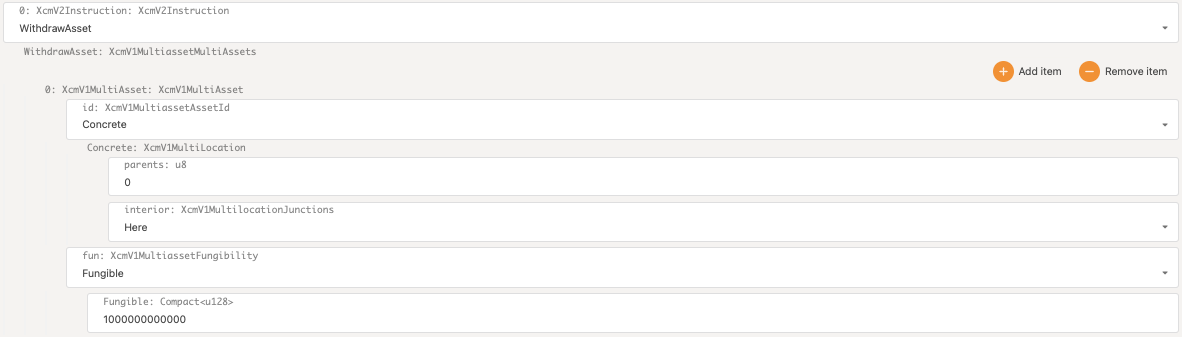 0: XcmV2Instruction: XcmV2Instruction
WithdrawAsset
WithdrawAsset: XcmV1MultiassetMultiAssets
Add item
Remove item
0: XcmV1MultiAsset: XcmV1MultiAsset
id: XcmV1MultiassetAssetId
Concrete
Concrete: XcmV1MultiLocation
parents: u8
0
interior: XcmV1MultilocationJunctions
Here
fun: XcmV1MultiassetFungibility
Fungible
Fungible: Compact<u128>
1000000000000